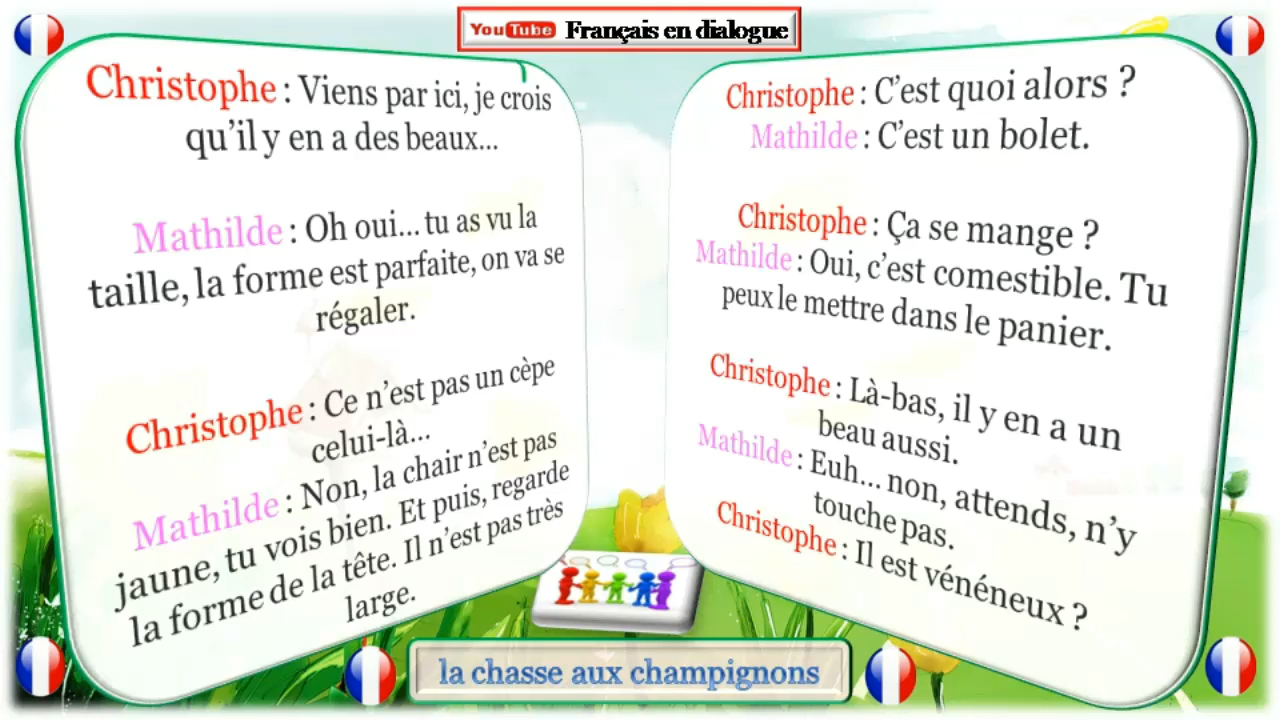 YouTube Français en dialogue
Christophe : Viens par ici, je crois
qu'il y en a des beaux...
Mathilde : Oh oui... tu as vu la
taille, la forme est parfaite, on va se
régaler.
Christophe : Ce n'est pas un cèpe
celui-là...
Mathilde : Non, la chair n'est pas
jaune, tu vois bien. Et puis, regarde
la forme de la tête. Il n'est pas très
large.
Christophe : C'est quoi alors ?
Mathilde : C'est un bolet.
Christophe : Ça se mange ?
Mathilde : Oui, c'est comestible. Tu
peux le mettre dans le panier.
Christophe : Là-bas, il y en a un
beau aussi.
Mathilde : Euh... non, attends, n'y
touche pas.
Christophe : Il est vénéneux ?
la chasse aux champignons